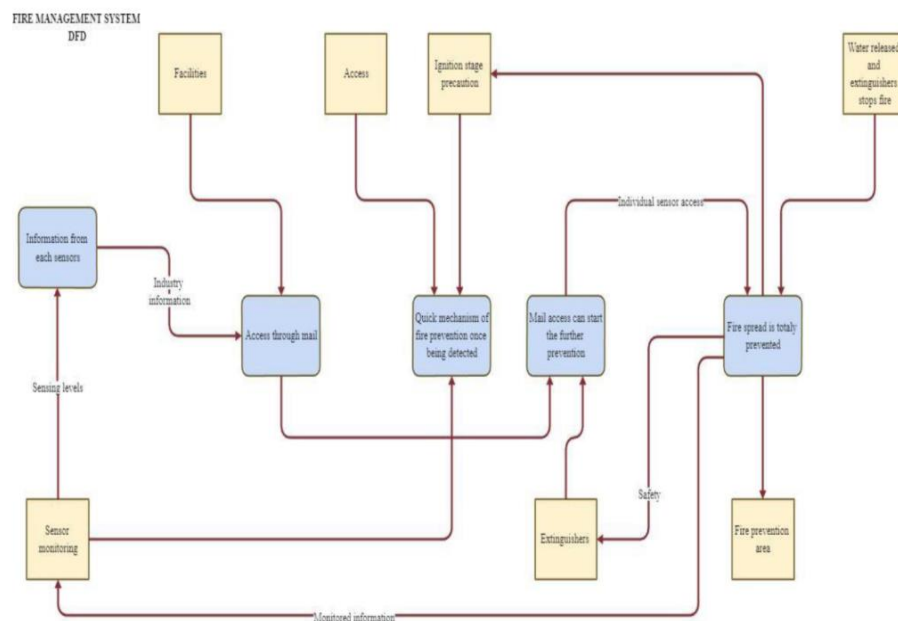 FIRE MANAGEMENT SYSTEM
DFD
Facilities
Access
Ignition stage
precaution
Water released
and
extinguishers
stops fire
Individual sensor access
Information from
each sensors
Industry
information
Access through mail
Quick mechanism of
fire prevention once
being detected
Mail access can start
the further
prevention
Fire spread is totaly
prevented
Sensing levels
Safety
Sensor
monitoring
Extinguishers
Fire prevention
area
Monitored information